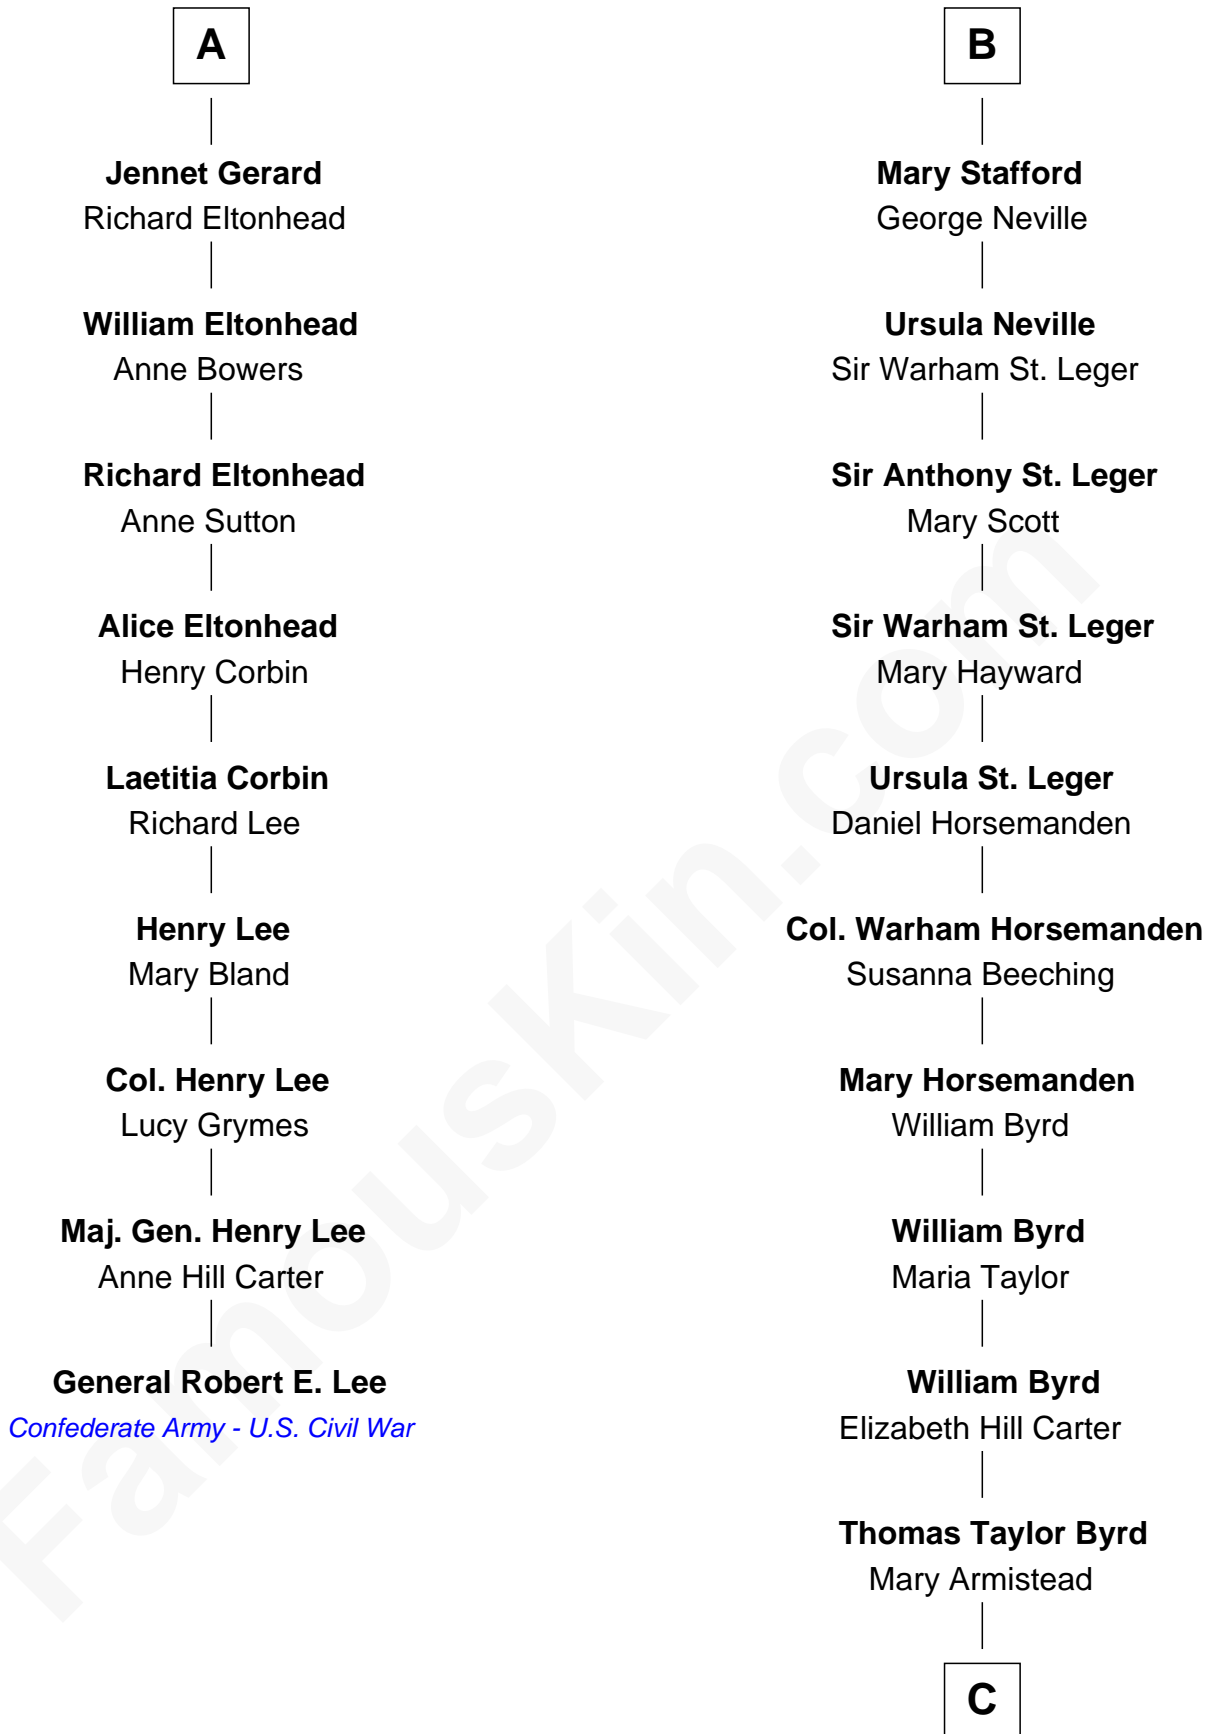 A
Jennet Gerard
Richard Eltonhead
William Eltonhead
Anne Bowers
Richard Eltonhead
Anne Sutton
Alice Eltonhead
Henry Corbin
Laetitia Corbin
Richard Lee
Henry Lee
Mary Bland
Col. Henry Lee
Lucy Grymes
Maj. Gen. Henry Lee
Anne Hill Carter
General Robert E. Lee
Confederate Army - U.S. Civil War
B
Mary Stafford
George Neville
Ursula Neville
Sir Warham St. Leger
Sir Anthony St. Leger
Mary Scott
Sir Warham St. Leger
Mary Hayward
Ursula St. Leger
Daniel Horsemanden
Col. Warham Horsemanden
Susanna Beeching
Mary Horsemanden
William Byrd
William Byrd
Maria Taylor
William Byrd
Elizabeth Hill Carter
Thomas Taylor Byrd
Mary Armistead
C
FamousKin.com